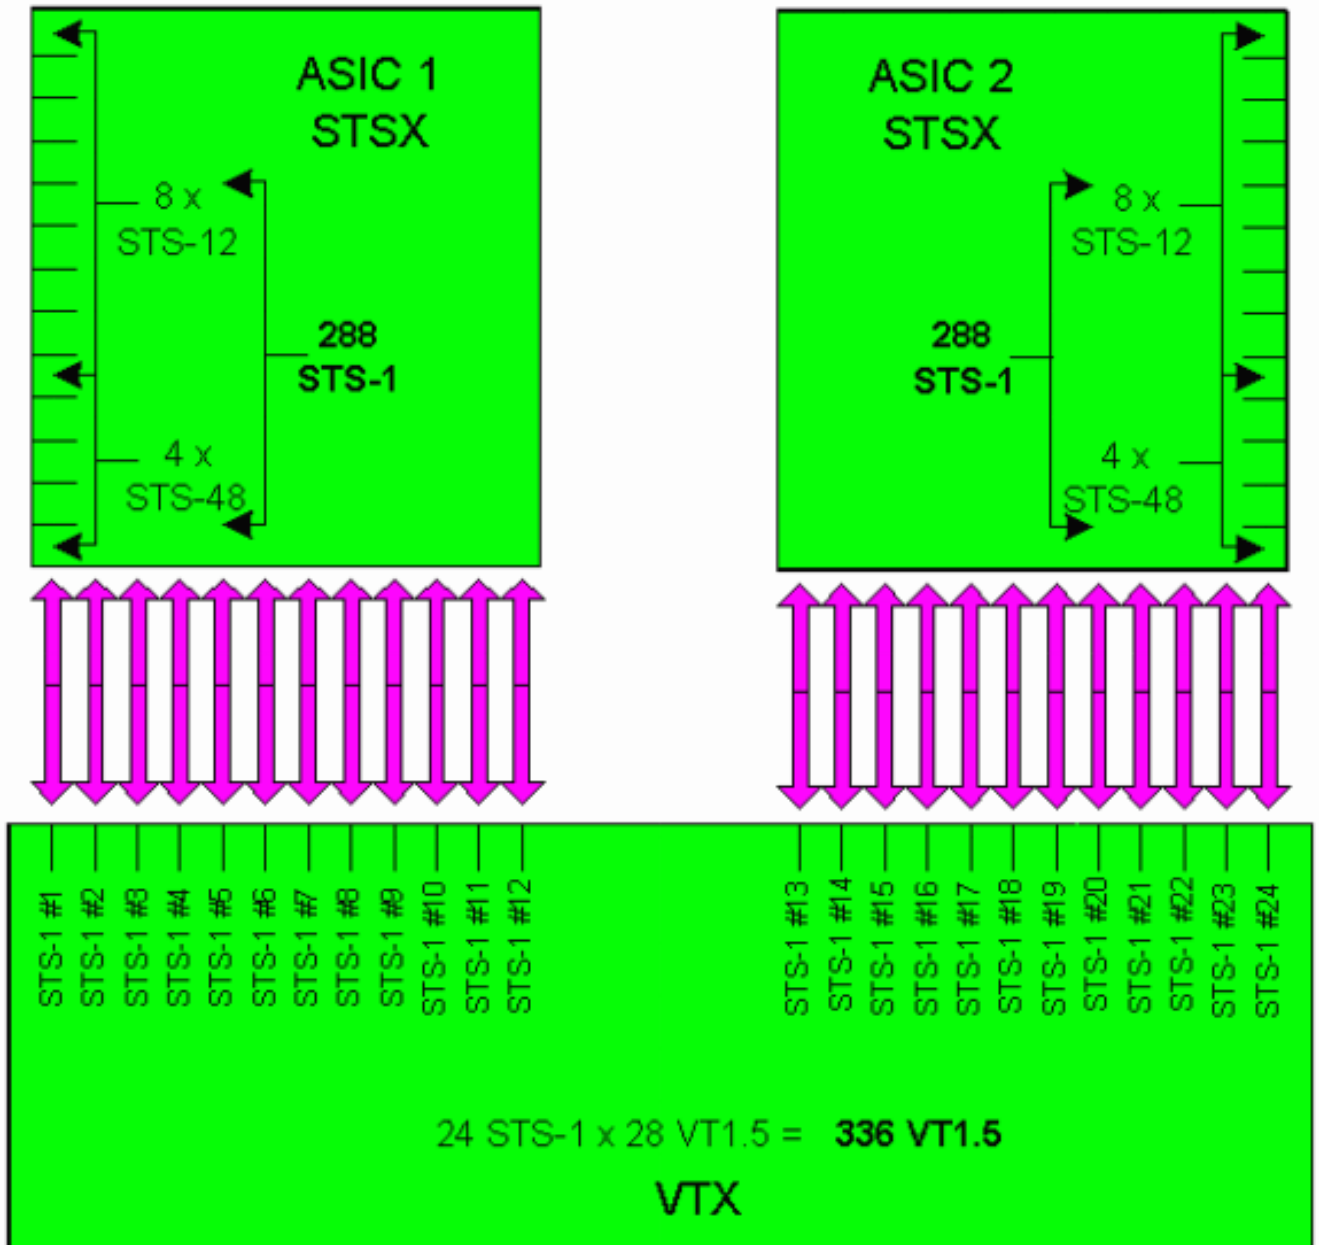 ASIC 1
STSX
8 x
STS-12
288
STS-1
4 x
STS-48
ASIC 2
STSX
8 x
STS-12
288
STS-1
4 x
STS-48
STS-1 #1
STS-1 #2
STS-1 #3
STS-1 #4
STS-1 #5
STS-1 #6
STS-1 #7
STS-1 #8
STS-1 #9
STS-1 #10
STS-1 #11
STS-1 #12
STS-1 #13
STS-1 #14
STS-1 #15
STS-1 #16
STS-1 #17
STS-1 #18
STS-1 #19
STS-1 #20
STS-1 #21
STS-1 #22
STS-1 #23
STS-1 #24
24 STS-1 x 28 VT1.5 = 336 VT1.5
VTX